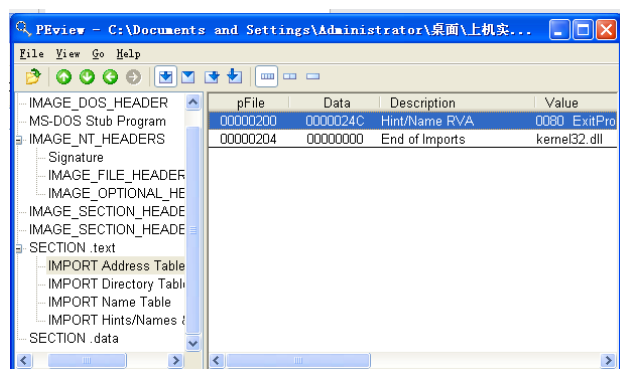 PEview - C:\Documents and Settings\Administrator\桌面\上机实...
File View Go Help
IMAGE_DOS_HEADER
MS-DOS Stub Program
IMAGE_NT_HEADERS
Signature
IMAGE_FILE_HEADER
IMAGE_OPTIONAL_HE
IMAGE_SECTION_HEADE
IMAGE_SECTION_HEADE
SECTION .text
IMPORT Address Table
IMPORT Directory Tabl
IMPORT Name Table
IMPORT Hints/Names &
SECTION .data
pFile Data Description Value
00000200 0000024C Hint/Name RVA 0080 ExitPro
00000204 00000000 End of Imports kernel32.dll